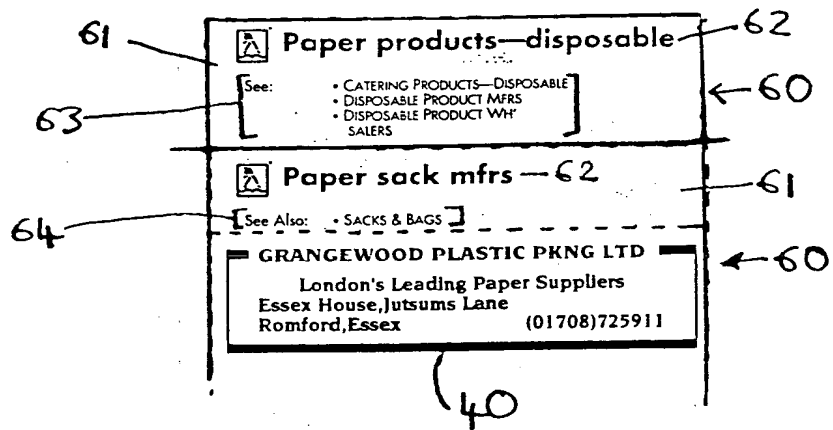 61 Paper products—disposable 62
63 See: • CATERING PRODUCTS—DISPOSABLE 60
• DISPOSABLE PRODUCT MFRS
• DISPOSABLE PRODUCT WH'
SALERS
Paper sack mfrs — 62 61
64 See Also: • SACKS & BAGS
GRANGEWOOD PLASTIC PKNG LTD 60
London's Leading Paper Suppliers
Essex House,Jutsums Lane
Romford,Essex (01708)725911
40